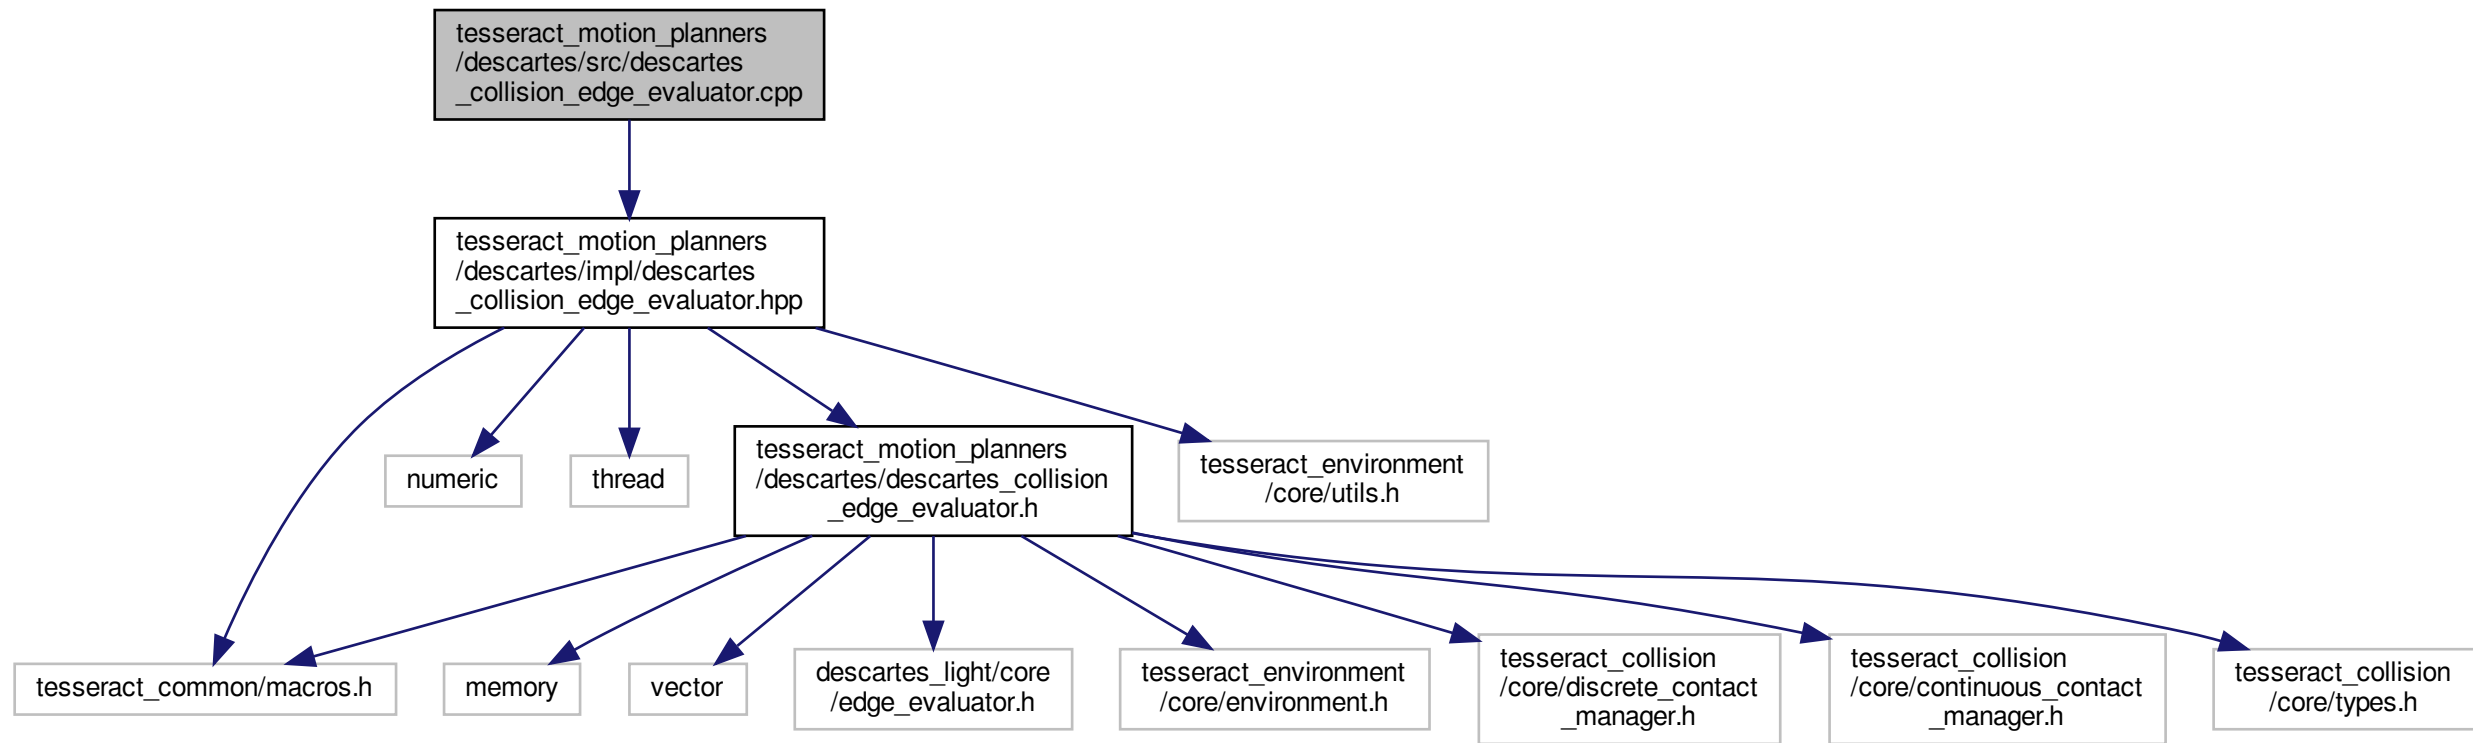 tesseract_motion_planners
/descartes/src/descartes
_collision_edge_evaluator.cpp
tesseract_motion_planners
/descartes/impl/descartes
_collision_edge_evaluator.hpp
numeric
thread
tesseract_motion_planners
/descartes/descartes_collision
_edge_evaluator.h
tesseract_environment
/core/utils.h
tesseract_common/macros.h
memory
vector
descartes_light/core
/edge_evaluator.h
tesseract_environment
/core/environment.h
tesseract_collision
/core/discrete_contact
_manager.h
tesseract_collision
/core/continuous_contact
_manager.h
tesseract_collision
/core/types.h